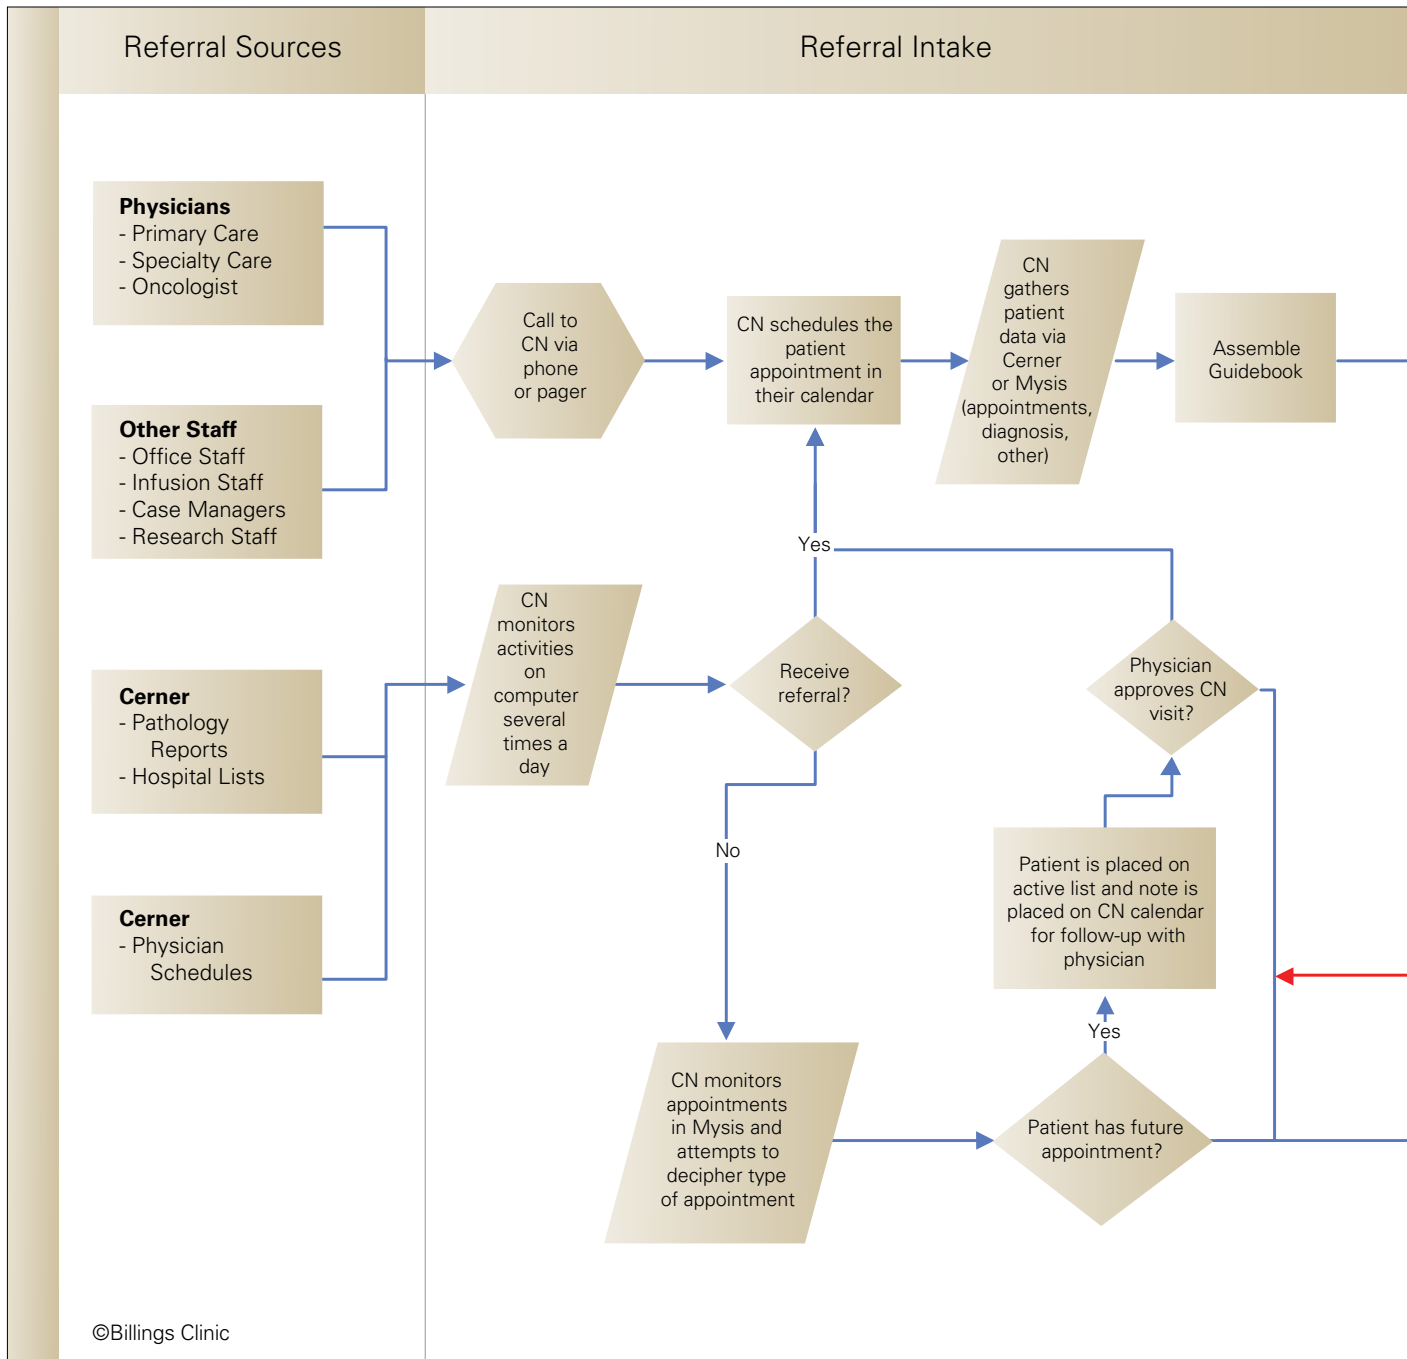 Referral Sources
Referral Intake
Physicians
- Primary Care
- Specialty Care
- Oncologist
Other Staff
- Office Staff
- Infusion Staff
- Case Managers
- Research Staff
Cerner
- Pathology
Reports
- Hospital Lists
Cerner
- Physician
Schedules
Call to
CN via
phone
or pager
CN schedules the
patient
appointment in
their calendar
CN
gathers
patient
data via
Cerner
or Mysis
(appointments,
diagnosis,
other)
Assemble
Guidebook
Yes
CN
monitors
activities
on
computer
several
times a
day
Receive
referral?
Physician
approves CN
visit?
No
Patient is placed on
active list and note is
placed on CN calendar
for follow-up with
physician
Yes
CN monitors
appointments
in Mysis and
attempts to
decipher type
of appointment
Patient has future
appointment?
©Billings Clinic